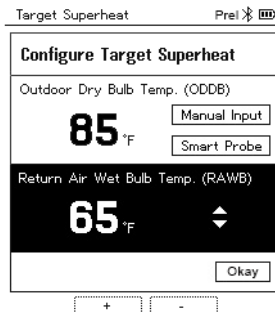 Target Superheat Prel
Configure Target Superheat
Outdoor Dry Bulb Temp. (ODDB)
85 °F
Manual Input
Smart Probe
Return Air Wet Bulb Temp. (RAWB)
65 °F
Okay
+ -